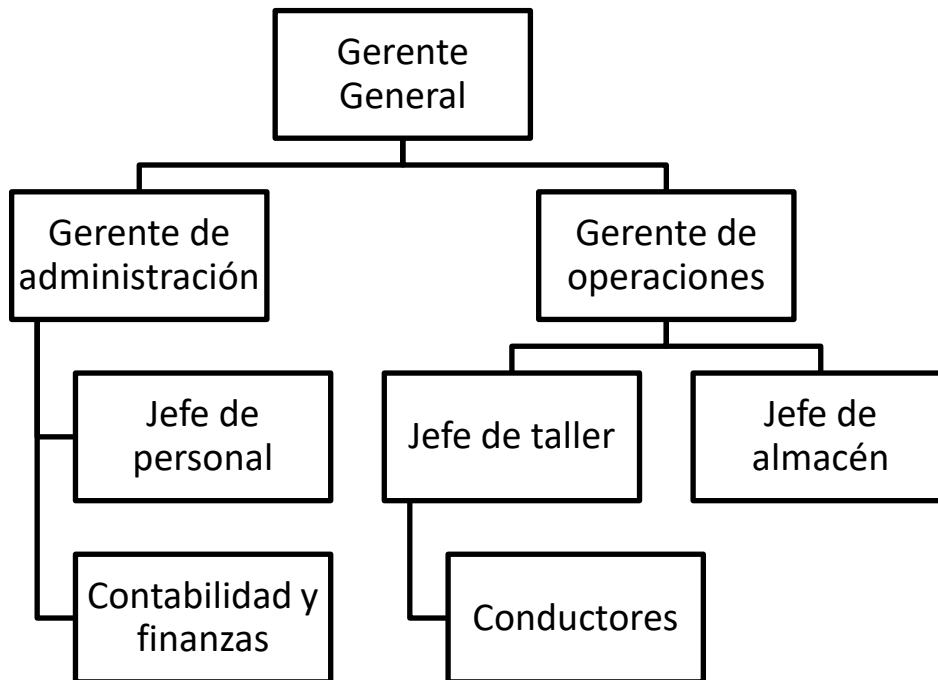 Gerente
General
Gerente de
administración
Gerente de
operaciones
Jefe de
personal
Jefe de taller
Jefe de
almacén
Contabilidad y
finanzas
Conductores